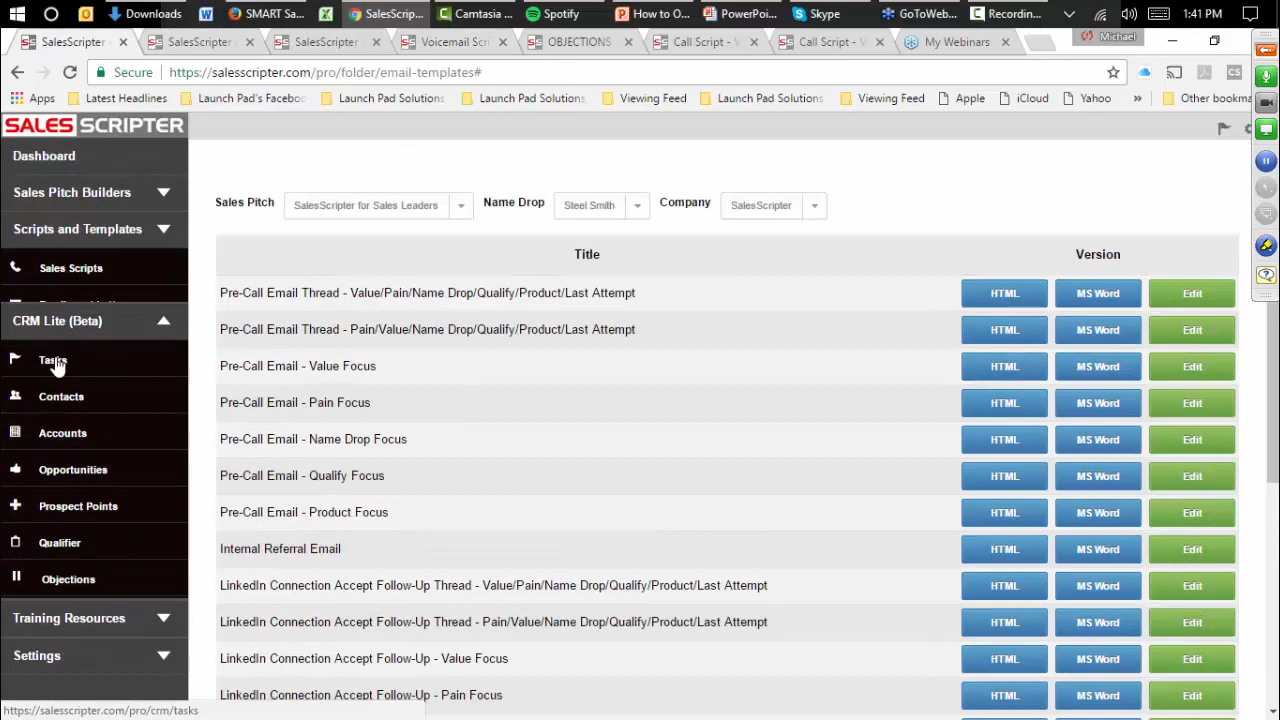 Downloads
SMART Sa...
SalesScrip...
Camtasia ...
Spotify
How to O...
PowerPoi...
Skype
GoToWeb...
Recording...
1:41 PM
SalesScripter
SalesScripter
SalesScripter
Voicemail Scri
OBJECTIONS
Call Script - V
Call Script - V
My Webinars
Michael
Secure
https://salesscripter.com/pro/folder/email-templates#
Apps
Latest Headlines
Launch Pad's Facebo
Launch Pad Solutions
Launch Pad Solutions
Viewing Feed
Launch Pad Solutions
Viewing Feed
Apple
iCloud
Yahoo
»
Other bookma
SALES SCRIPTER
Dashboard
Sales Pitch Builders
Scripts and Templates
Sales Scripts
CRM Lite (Beta)
Tasks
Contacts
Accounts
Opportunities
Prospect Points
Qualifier
Objections
Training Resources
Settings
Sales Pitch SalesScripter for Sales Leaders Name Drop Steel Smith Company SalesScripter
Title Version
Pre-Call Email Thread - Value/Pain/Name Drop/Qualify/Product/Last Attempt HTML MS Word Edit
Pre-Call Email Thread - Pain/Value/Name Drop/Qualify/Product/Last Attempt HTML MS Word Edit
Pre-Call Email - Value Focus HTML MS Word Edit
Pre-Call Email - Pain Focus HTML MS Word Edit
Pre-Call Email - Name Drop Focus HTML MS Word Edit
Pre-Call Email - Qualify Focus HTML MS Word Edit
Pre-Call Email - Product Focus HTML MS Word Edit
Internal Referral Email HTML MS Word Edit
LinkedIn Connection Accept Follow-Up Thread - Value/Pain/Name Drop/Qualify/Product/Last Attempt HTML MS Word Edit
LinkedIn Connection Accept Follow-Up Thread - Pain/Value/Name Drop/Qualify/Product/Last Attempt HTML MS Word Edit
LinkedIn Connection Accept Follow-Up - Value Focus HTML MS Word Edit
LinkedIn Connection Accept Follow-Up - Pain Focus HTML MS Word Edit
https://salesscripter.com/pro/crm/tasks